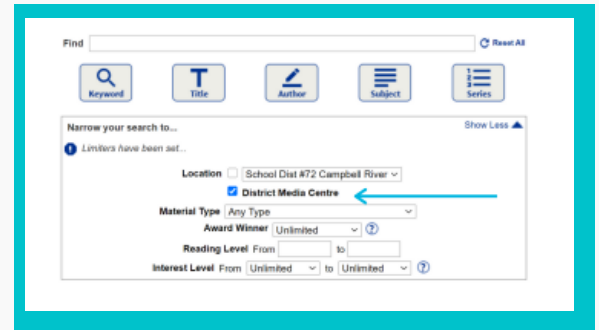 Find Reset All
Keyword Title Author Subject Series
Narrow your search to... Show Less
Limiters have been set...
Location School Dist #72 Campbell River
District Media Centre
Material Type Any Type
Award Winner Unlimited ?
Reading Level From to
Interest Level From Unlimited to Unlimited ?